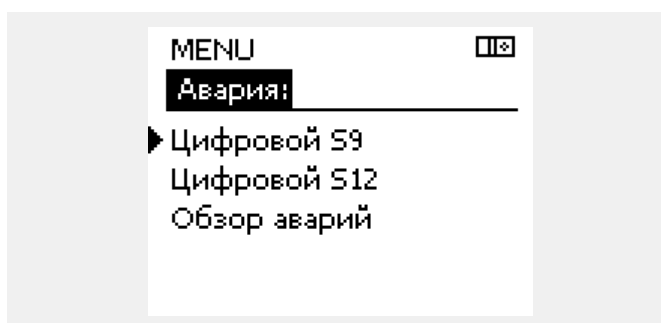 MENU
Авария:
Цифровой S9
Цифровой S12
Обзор аварий